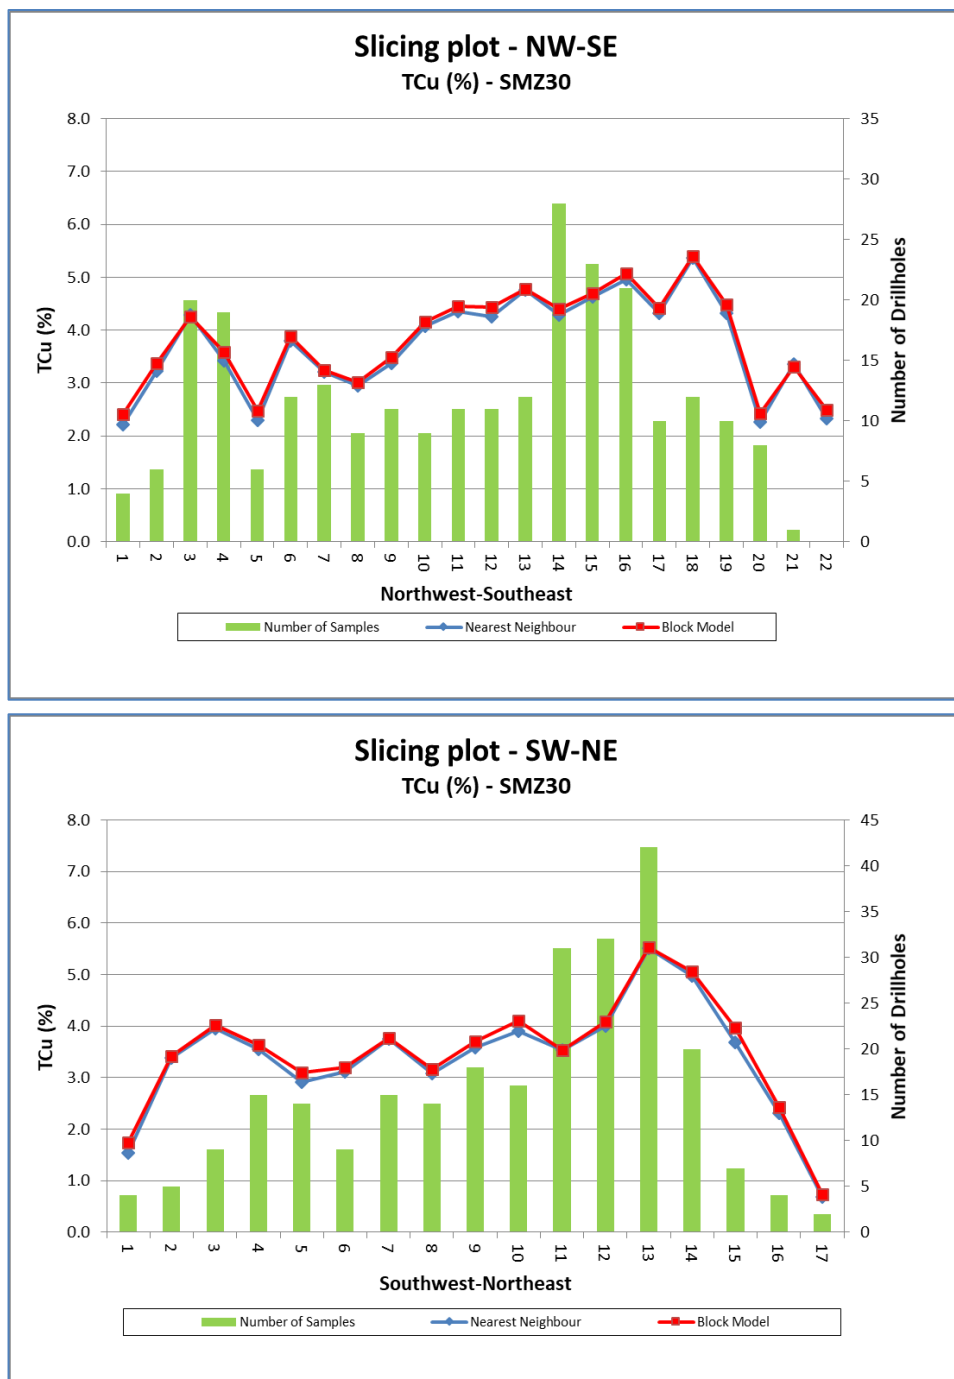 Slicing plot - NW-SE
TCu (%) - SMZ30
TCu (%)
8.0
7.0
6.0
5.0
4.0
3.0
2.0
1.0
0.0
35
30
25
20
15
10
5
0
Number of Drillholes
1 2 3 4 5 6 7 8 9 10 11 12 13 14 15 16 17 18 19 20 21 22
Northwest-Southeast
Number of Samples Nearest Neighbour Block Model
Slicing plot - SW-NE
TCu (%) - SMZ30
TCu (%)
8.0
7.0
6.0
5.0
4.0
3.0
2.0
1.0
0.0
45
40
35
30
25
20
15
10
5
0
Number of Drillholes
1 2 3 4 5 6 7 8 9 10 11 12 13 14 15 16 17
Southwest-Northeast
Number of Samples Nearest Neighbour Block Model